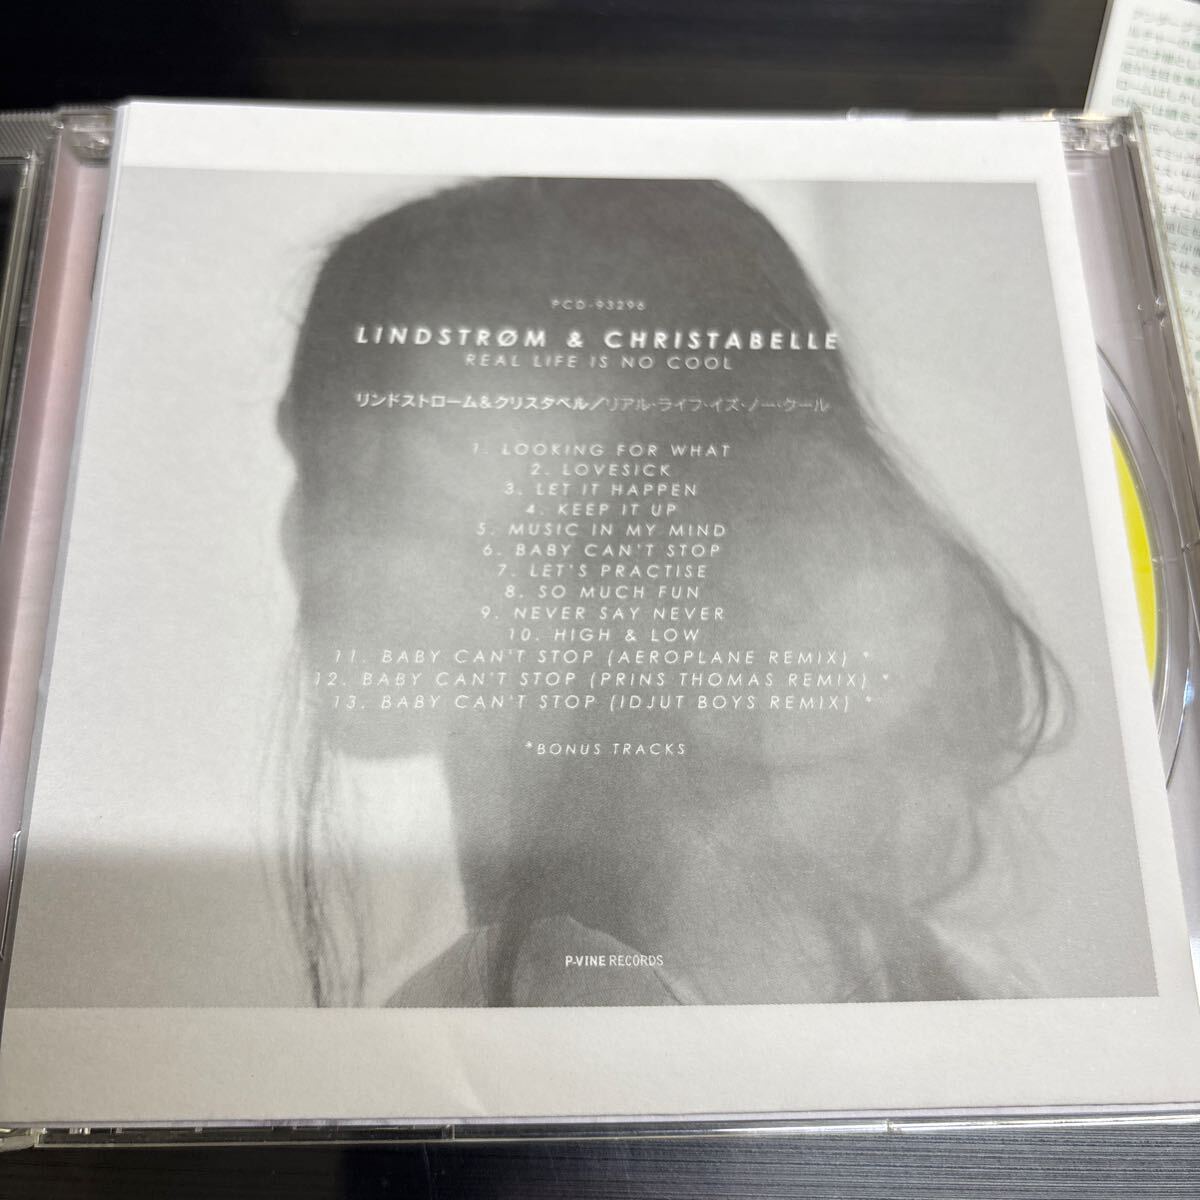 PCD-93296
LINDSTRØM & CHRISTABELLE
REAL LIFE IS NO COOL
リンドストローム&クリスタベル/リアル・ライフ・イズ・ノー・クール
1. LOOKING FOR WHAT
2. LOVESICK
3. LET IT HAPPEN
4. KEEP IT UP
5. MUSIC IN MY MIND
6. BABY CAN'T STOP
7. LET'S PRACTISE
8. SO MUCH FUN
9. NEVER SAY NEVER
10. HIGH & LOW
11. BABY CAN'T STOP (AEROPLANE REMIX) *
12. BABY CAN'T STOP (PRINS THOMAS REMIX) *
13. BABY CAN'T STOP (IDJUT BOYS REMIX) *
*BONUS TRACKS
P-VINE RECORDS